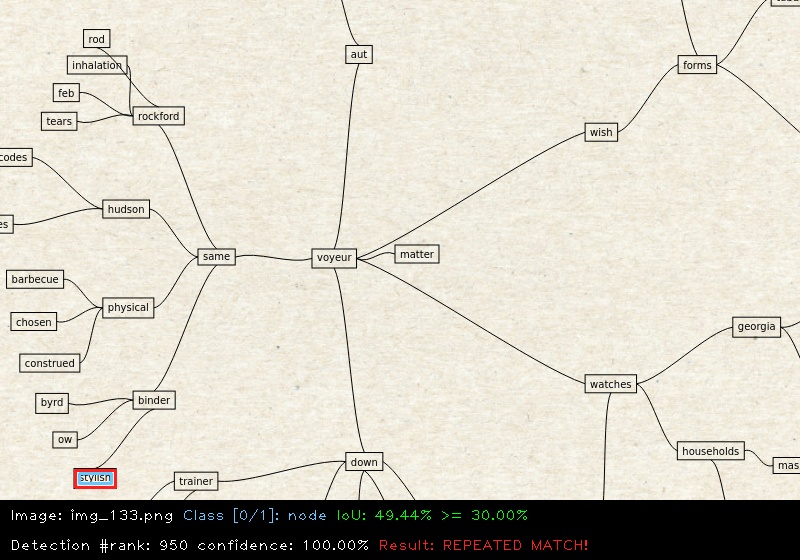 rod
aut
inhalation
forms
feb
rockford
tears
wish
codes
hudson
es
matter
same
voyeur
barbecue
physical
chosen
georgia
construed
watches
byrd
binder
ow
households
down
mas
stylish
trainer
Image: img_133.png Class [0/1]: node IoU: 49.44% >= 30.00%
Detection #rank: 950 confidence: 100.00% Result: REPEATED MATCH!